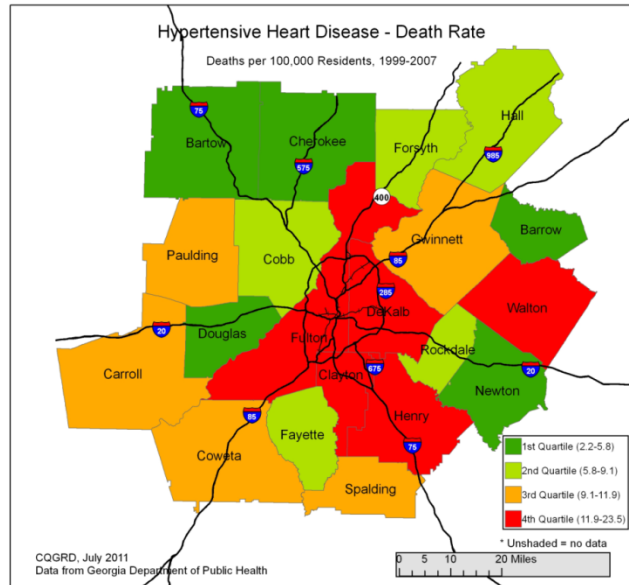 Hypertensive Heart Disease - Death Rate
Deaths per 100,000 Residents, 1999-2007
Hall
75
Bartow
Cherokee
575
Forsyth
985
400
Gwinnett
Barrow
Paulding
Cobb
85
285
DeKalb
Walton
20
Douglas
Fulton
Rockdale
Carroll
Clayton
675
20
Newton
Henry
85
Fayette
75
Coweta
Spalding
1st Quartile (2.2-5.8)
2nd Quartile (5.8-9.1)
3rd Quartile (9.1-11.9)
4th Quartile (11.9-23.5)
* Unshaded = no data
CQGRD, July 2011
Data from Georgia Department of Public Health
0 5 10 20 Miles